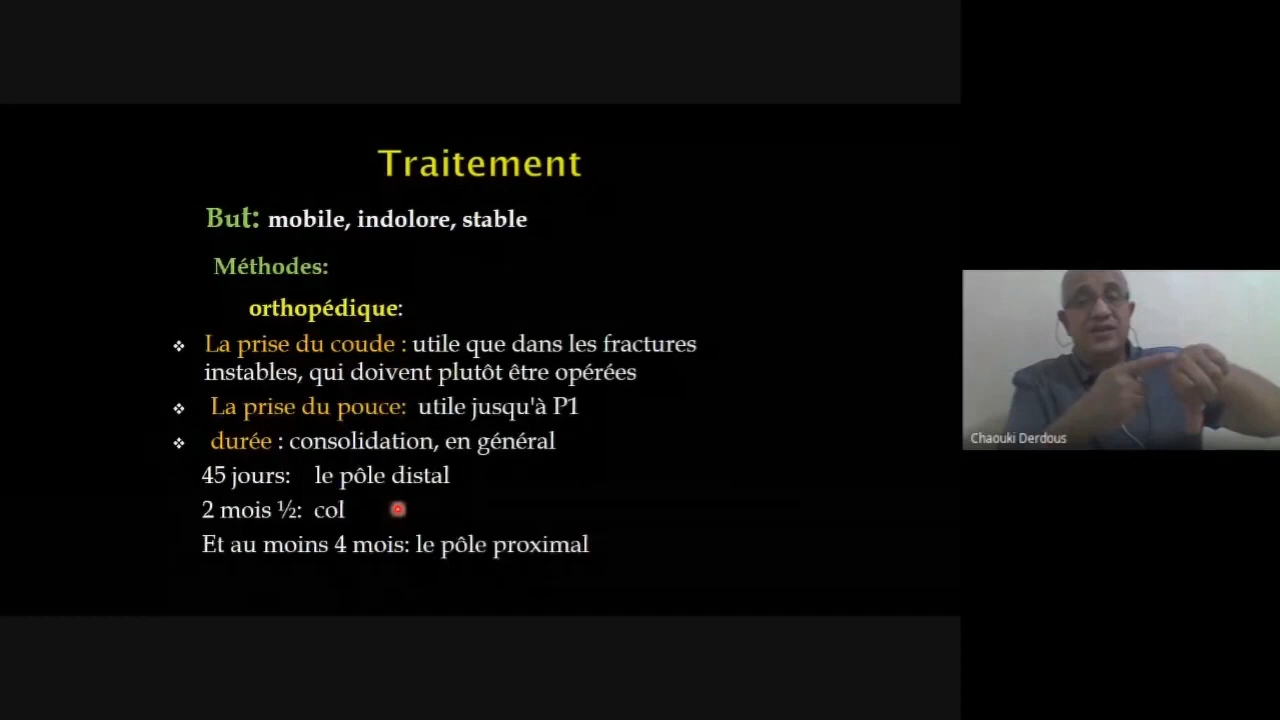 Traitement
But: mobile, indolore, stable
Méthodes:
orthopédique:
❖ La prise du coude : utile que dans les fractures
instables, qui doivent plutôt être opérées
❖ La prise du pouce: utile jusqu'à P1
❖ durée : consolidation, en général
45 jours: le pôle distal
2 mois ½: col
Et au moins 4 mois: le pôle proximal
Chaouki Derdous